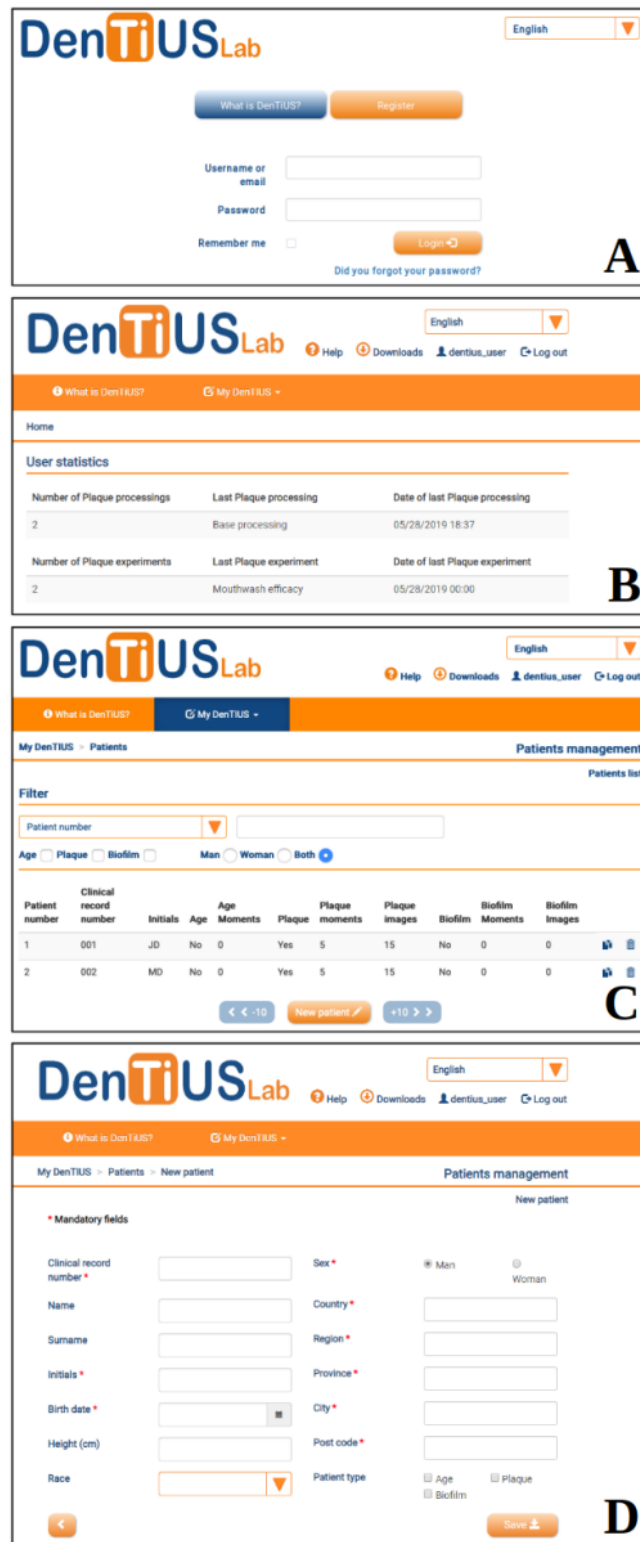 DenTiUSLab
English
What is DenTiUS?
Register
Username or
email
Password
Remember me
Login
Did you forgot your password?
A
DenTiUSLab
English
Help Downloads dentius_user Log out
What is DenTiUS? My DenTIUS
Home
User statistics
Number of Plaque processings Last Plaque processing Date of last Plaque processing
2 Base processing 05/28/2019 18:37
Number of Plaque experiments Last Plaque experiment Date of last Plaque experiment
2 Mouthwash efficacy 05/28/2019 00:00
B
DenTiUSLab
English
Help Downloads dentius_user Log out
What is DenTiUS? My DenTIUS
My DenTIUS > Patients Patients management
Patients list
Filter
Patient number
Age Plaque Biofilm Man Woman Both
Patient number Clinical record number Initials Age Age Moments Plaque Plaque moments Plaque images Biofilm Biofilm Moments Biofilm Images
1 001 JD No 0 Yes 5 15 No 0 0
2 002 MD No 0 Yes 5 15 No 0 0
< < -10 New patient +10 > >
C
DenTiUSLab
English
Help Downloads dentius_user Log out
What is DenTiUS? My DenTIUS
My DenTIUS > Patients > New patient Patients management
New patient
* Mandatory fields
Clinical record
number *
Sex * Man Woman
Name Country *
Surname Region *
Initials * Province *
Birth date * City *
Height (cm) Post code *
Race Patient type Age Plaque
Biofilm
< Save
D